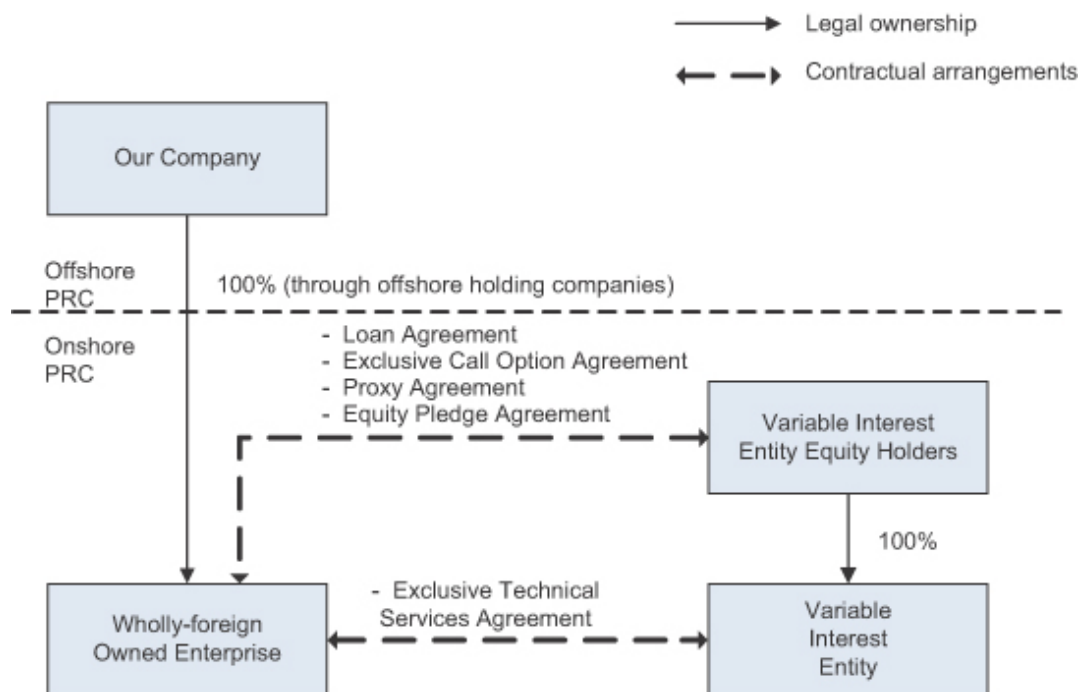 Legal ownership
Contractual arrangements
Our Company
Offshore
PRC
100% (through offshore holding companies)
Onshore
PRC
- Loan Agreement
- Exclusive Call Option Agreement
- Proxy Agreement
- Equity Pledge Agreement
Variable Interest
Entity Equity Holders
100%
- Exclusive Technical
Services Agreement
Wholly-foreign
Owned Enterprise
Variable
Interest
Entity